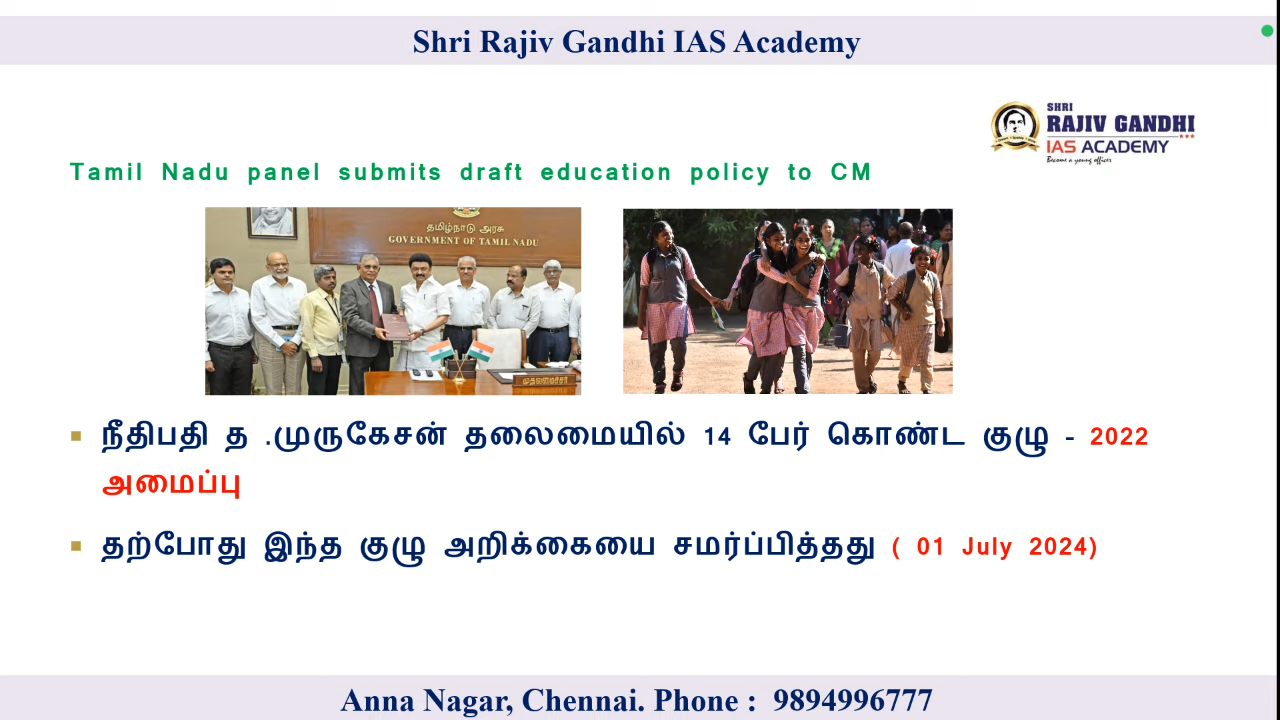 Shri Rajiv Gandhi IAS Academy
SHRI
RAJIV GANDHI
IAS ACADEMY
Become a young officer
Tamil Nadu panel submits draft education policy to CM
தமிழ்நாடு அரசு
GOVERNMENT OF TAMIL NADU
முதலமைச்சர்
நீதிபதி த .முருகேசன் தலைமையில் 14 பேர் கொண்ட குழு - 2022
அமைப்பு
தற்போது இந்த குழு அறிக்கையை சமர்ப்பித்தது ( 01 July 2024)
Anna Nagar, Chennai. Phone : 9894996777